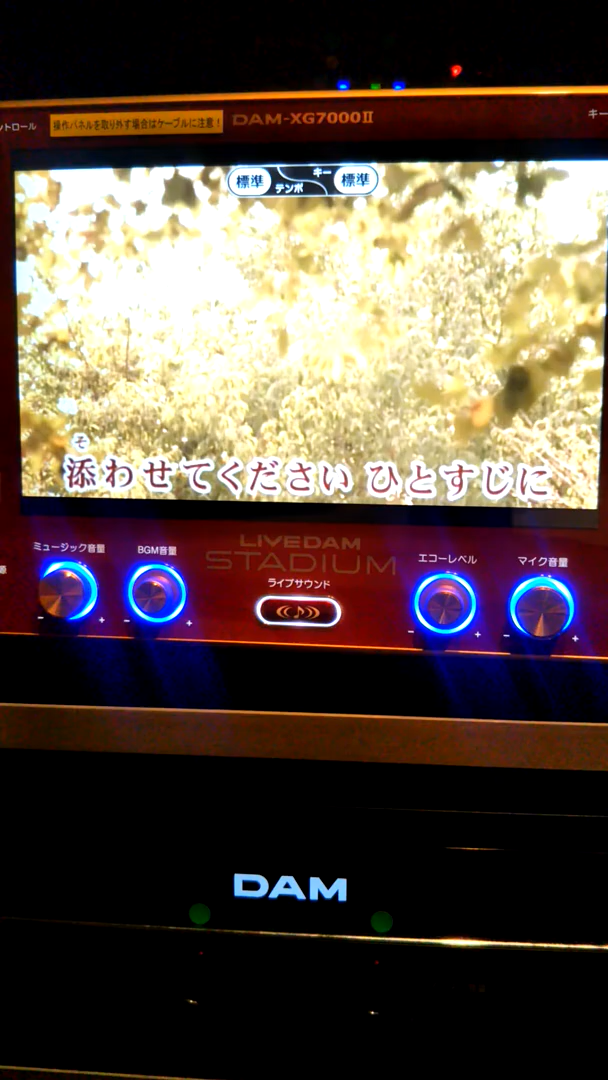 ントロール
操作パネルを取り外す場合はケーブルに注意！
DAM-XG7000Ⅱ
キー
標準
テンポ
キー
標準
そ
添わせてください ひとすじに
ミュージック音量
BGM音量
LIVEDAM
STADIUM
ライブサウンド
エコーレベル
マイク音量
- +
- +
- +
- +
DAM